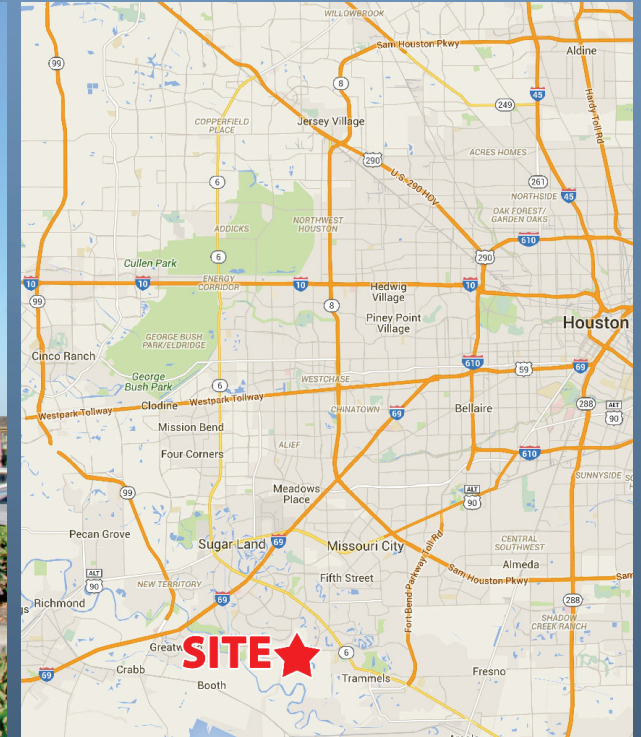 WILLOWBROOK
Sam Houston Pkwy
Aldine
99
8
45
249
Hardy Toll Rd
COPPERFIELD
PLACE
Jersey Village
290
ACRES HOMES
U.S. 290 HOV
6
261
NORTHSIDE
45
OAK FOREST/
GARDEN OAKS
ADDICKS
NORTHWEST
HOUSTON
610
6
290
Cullen Park
ENERGY
CORRIDOR
10
10
10
10
99
Hedwig
Village
8
Piney Point
Village
Houston
GEORGE BUSH
PARK/ELDRIDGE
Cinco Ranch
610
59
69
George
Bush Park
6
WESTCHASE
Westpark Tollway
Westpark Tollway
Clodine
CHINATOWN
69
Bellaire
288
ALT
90
Mission Bend
ALIEF
Four Corners
610
SUNNYSIDE
99
Meadows
Place
ALT
90
Pecan Grove
Sugar Land
69
Missouri City
CENTRAL
SOUTHWEST
Almeda
ALT
90
NEW TERRITORY
Fifth Street
Sam Houston Pkwy
Sam
Fort Bend Parkway Toll Rd
69
Richmond
288
SHADOW
CREEK RANCH
Greatwo
SITE
6
69
Crabb
Booth
Trammels
Fresno